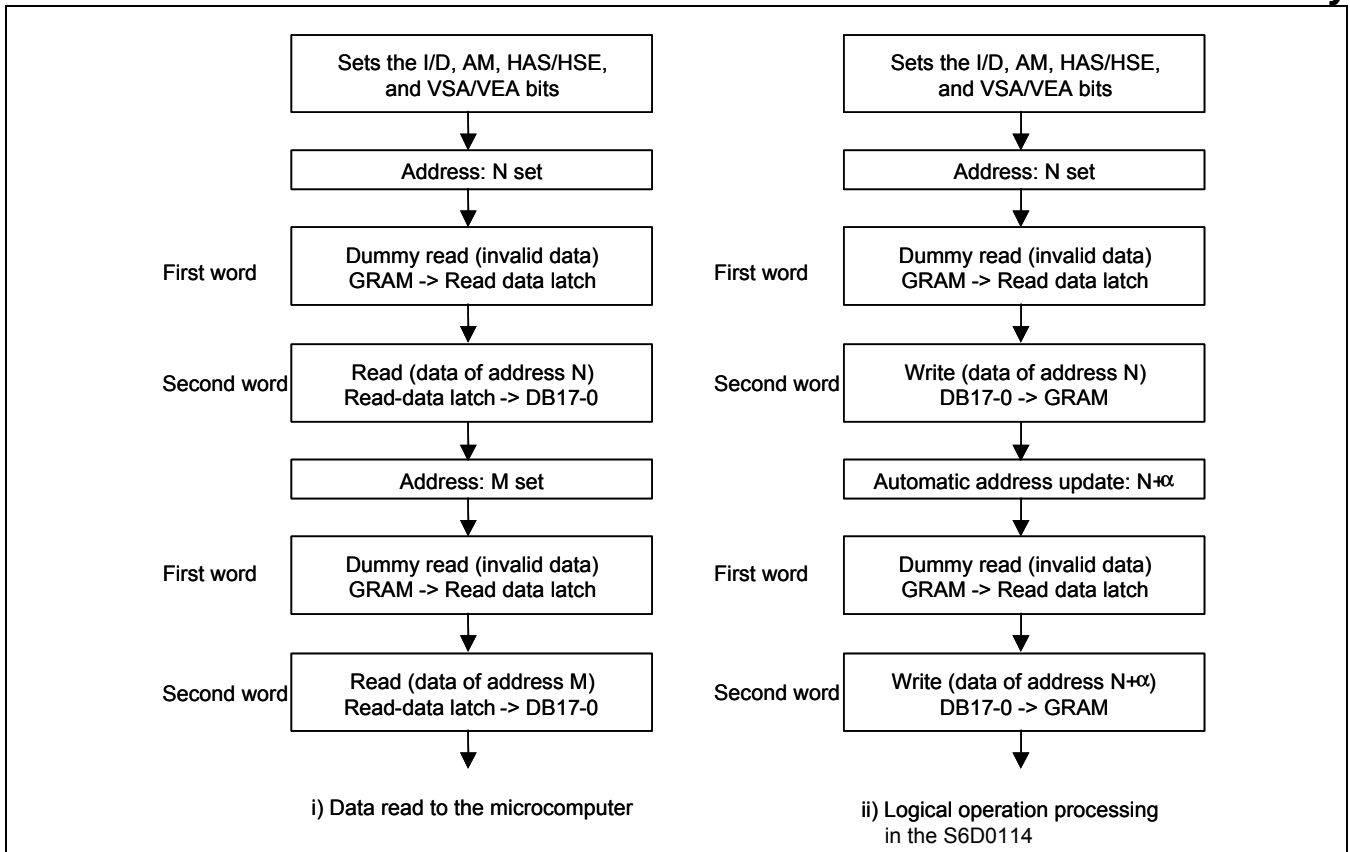 Sets the I/D, AM, HAS/HSE,
and VSA/VEA bits
Address: N set
First word
Dummy read (invalid data)
GRAM -> Read data latch
Second word
Read (data of address N)
Read-data latch -> DB17-0
Address: M set
First word
Dummy read (invalid data)
GRAM -> Read data latch
Second word
Read (data of address M)
Read-data latch -> DB17-0
i) Data read to the microcomputer
Sets the I/D, AM, HAS/HSE,
and VSA/VEA bits
Address: N set
First word
Dummy read (invalid data)
GRAM -> Read data latch
Second word
Write (data of address N)
DB17-0 -> GRAM
Automatic address update: N+α
First word
Dummy read (invalid data)
GRAM -> Read data latch
Second word
Write (data of address N+α)
DB17-0 -> GRAM
ii) Logical operation processing
in the S6D0114